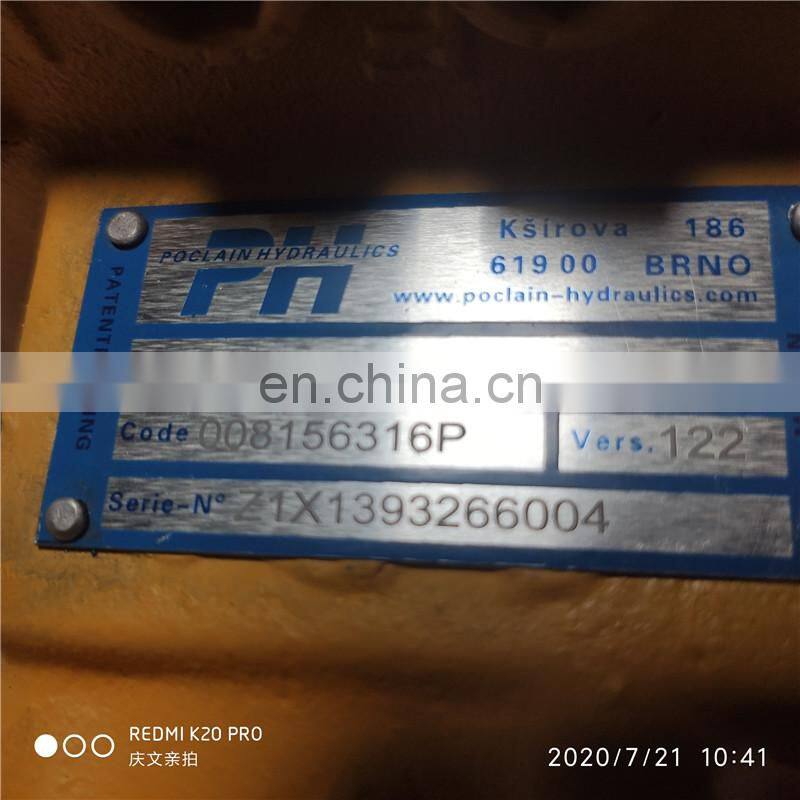 POCLAIN HYDRAULICS
PH
Kšírova 186
619 00 BRNO
www.poclain-hydraulics.com
en.china.cn
Code 008156316P
Vers. 122
Serie-N° Z1X1393266004
REDMI K20 PRO
庆文亲拍
2020/7/21 10:41